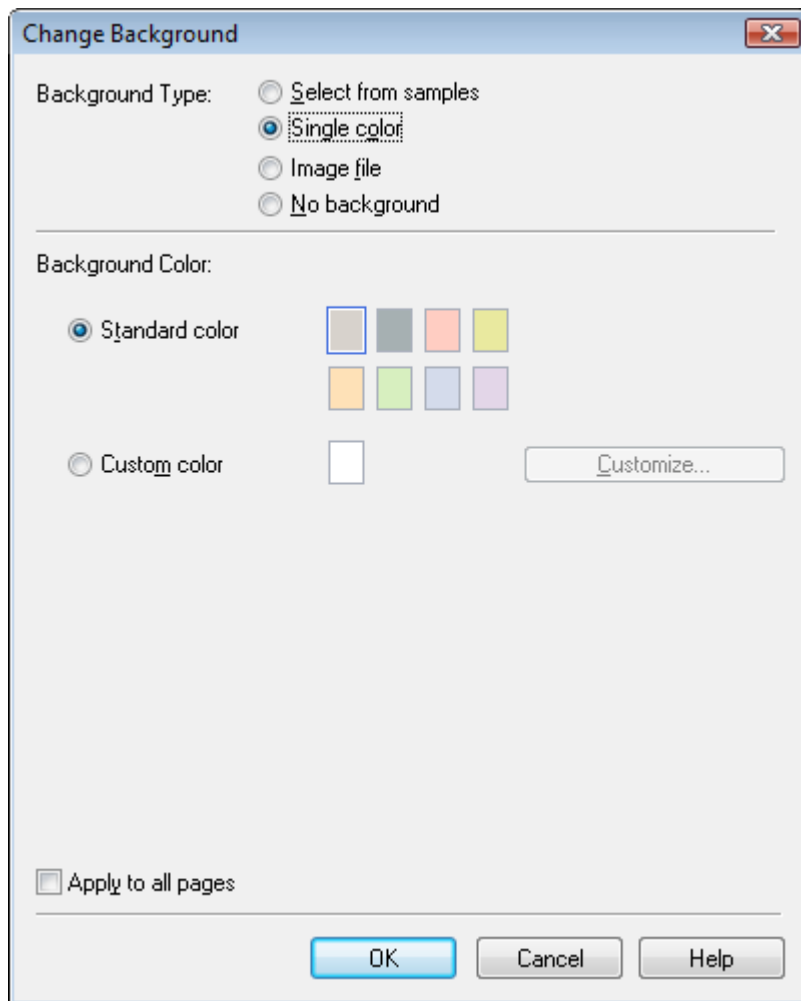 Change Background
Background Type:
Select from samples
Single color
Image file
No background
Background Color:
Standard color
Custom color
Customize...
Apply to all pages
OK
Cancel
Help